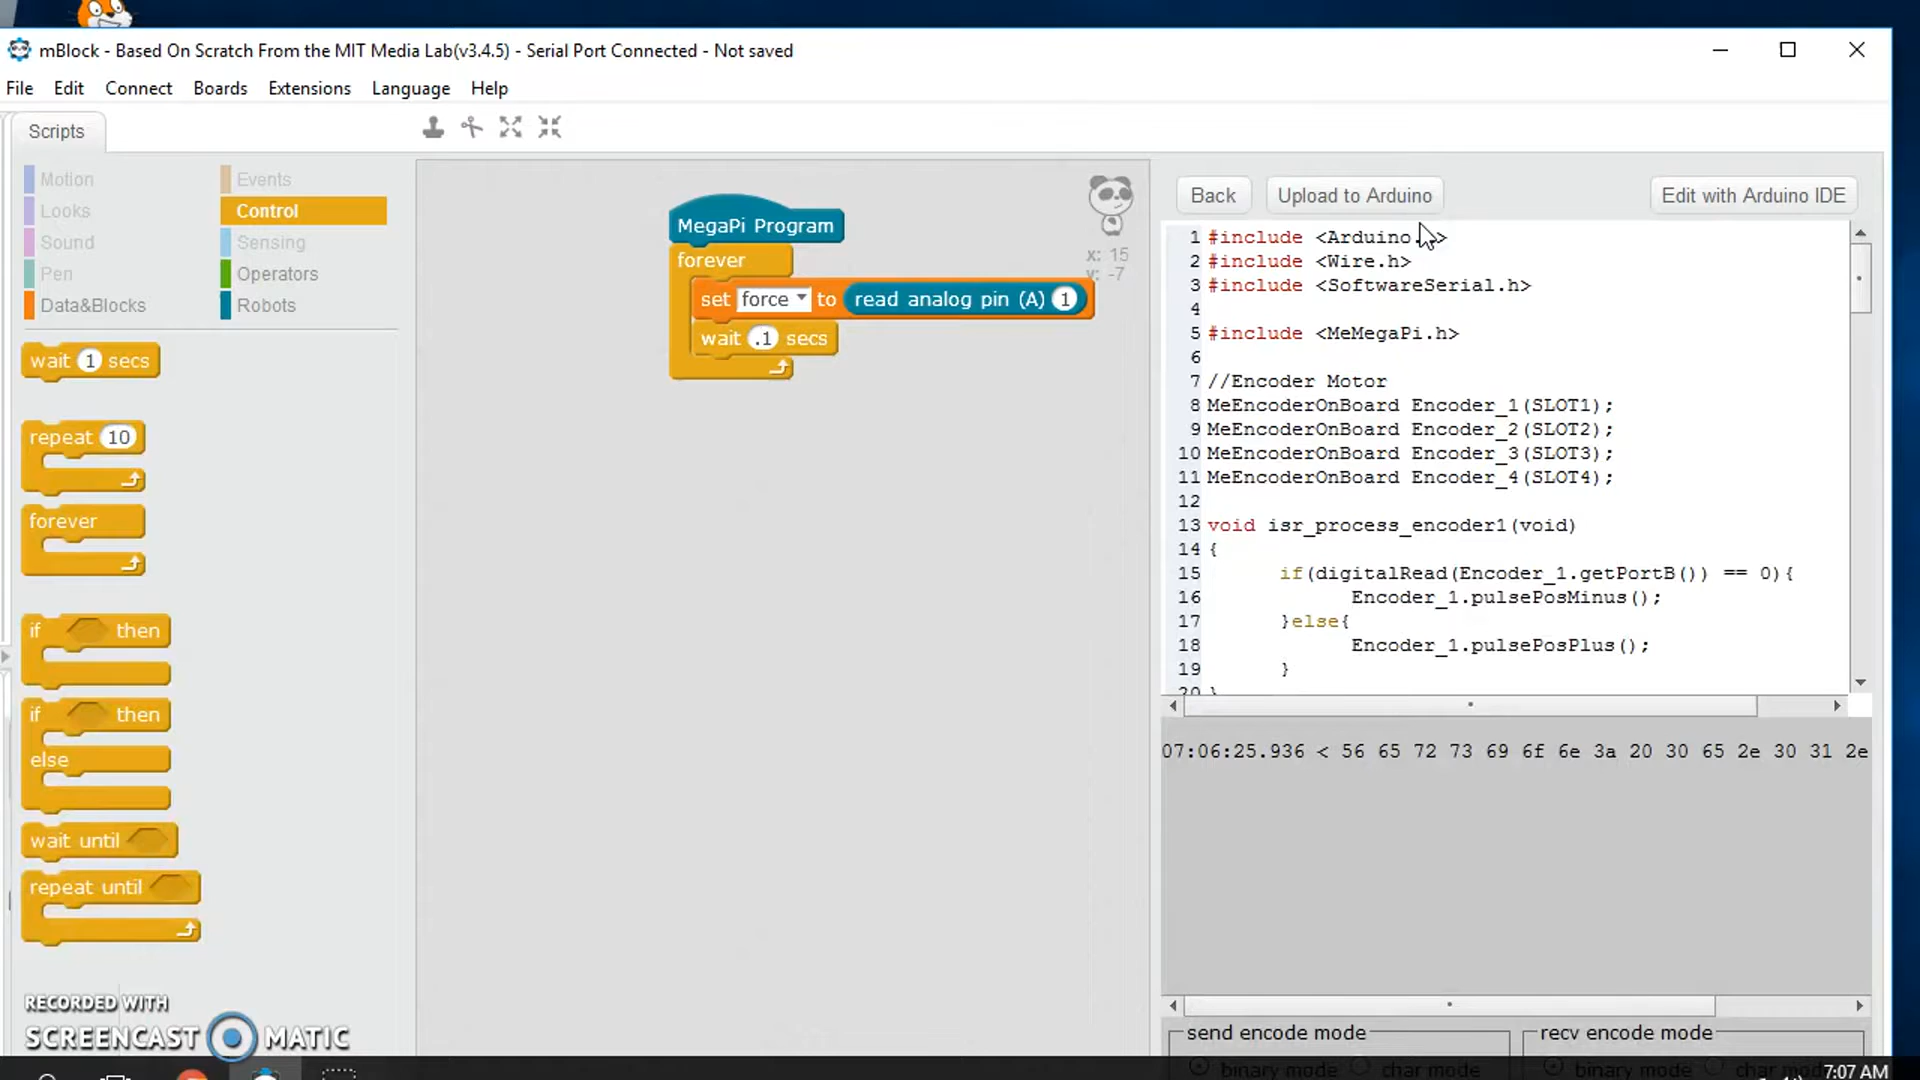 mBlock - Based On Scratch From the MIT Media Lab(v3.4.5) - Serial Port Connected - Not saved
File Edit Connect Boards Extensions Language Help
Scripts
Motion Events
Looks Control
Sound Sensing
Pen Operators
Data&Blocks Robots
wait 1 secs
repeat 10
forever
if then
if then
else
wait until
repeat until
MegaPi Program
forever
set force to read analog pin (A) 1
wait .1 secs
x: 15
y: -7
Back Upload to Arduino Edit with Arduino IDE
1 #include <Arduino. >
2 #include <Wire.h>
3 #include <SoftwareSerial.h>
4
5 #include <MeMegaPi.h>
6
7 //Encoder Motor
8 MeEncoderOnBoard Encoder_1(SLOT1);
9 MeEncoderOnBoard Encoder_2(SLOT2);
10 MeEncoderOnBoard Encoder_3(SLOT3);
11 MeEncoderOnBoard Encoder_4(SLOT4);
12
13 void isr_process_encoder1(void)
14 {
15 if(digitalRead(Encoder_1.getPortB()) == 0){
16 Encoder_1.pulsePosMinus();
17 }else{
18 Encoder_1.pulsePosPlus();
19 }
20 }
07:06:25.936 < 56 65 72 73 69 6f 6e 3a 20 30 65 2e 30 31 2e
send encode mode recv encode mode
binary mode char mode binary mode
RECORDED WITH
SCREENCAST MATIC
7:07 AM